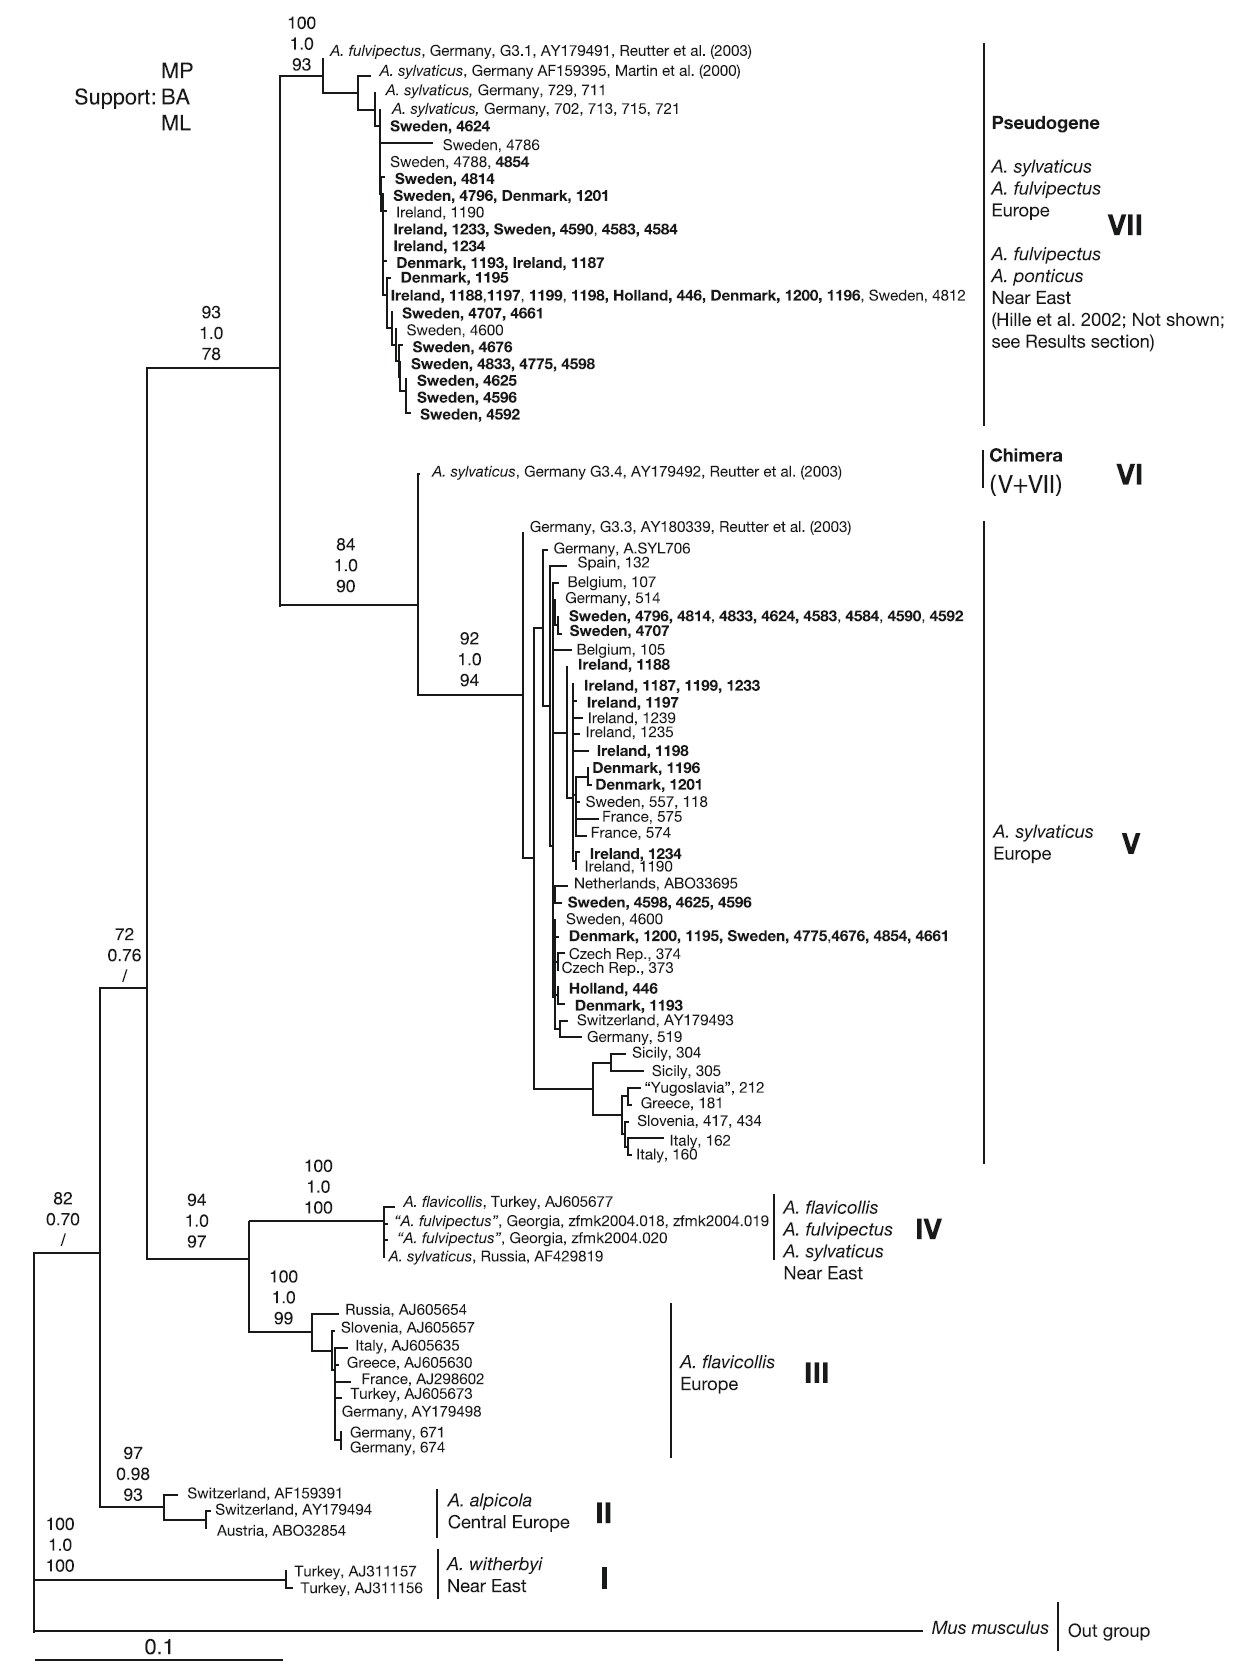 MP
Support: BA
ML
100
1.0
93
A. fulvipectus, Germany, G3.1, AY179491, Reutter et al. (2003)
A. sylvaticus, Germany AF159395, Martin et al. (2000)
A. sylvaticus, Germany, 729, 711
A. sylvaticus, Germany, 702, 713, 715, 721
Sweden, 4624
Sweden, 4786
Sweden, 4788, 4854
Sweden, 4814
Sweden, 4796, Denmark, 1201
Ireland, 1190
Ireland, 1233, Sweden, 4590, 4583, 4584
Ireland, 1234
Denmark, 1193, Ireland, 1187
Denmark, 1195
Ireland, 1188,1197, 1199, 1198, Holland, 446, Denmark, 1200, 1196, Sweden, 4812
Sweden, 4707, 4661
Sweden, 4600
Sweden, 4676
Sweden, 4833, 4775, 4598
Sweden, 4625
Sweden, 4596
Sweden, 4592
Pseudogene
A. sylvaticus
A. fulvipectus
Europe
VII
A. fulvipectus
A. ponticus
Near East
(Hille et al. 2002; Not shown;
see Results section)
93
1.0
78
A. sylvaticus, Germany G3.4, AY179492, Reutter et al. (2003)
Chimera
(V+VII)
VI
84
1.0
90
92
1.0
94
Germany, G3.3, AY180339, Reutter et al. (2003)
Germany, A.SYL706
Spain, 132
Belgium, 107
Germany, 514
Sweden, 4796, 4814, 4833, 4624, 4583, 4584, 4590, 4592
Sweden, 4707
Belgium, 105
Ireland, 1188
Ireland, 1187, 1199, 1233
Ireland, 1197
Ireland, 1239
Ireland, 1235
Ireland, 1198
Denmark, 1196
Denmark, 1201
Sweden, 557, 118
France, 575
France, 574
Ireland, 1234
Ireland, 1190
Netherlands, ABO33695
Sweden, 4598, 4625, 4596
Sweden, 4600
Denmark, 1200, 1195, Sweden, 4775,4676, 4854, 4661
Czech Rep., 374
Czech Rep., 373
Holland, 446
Denmark, 1193
Switzerland, AY179493
Germany, 519
Sicily, 304
Sicily, 305
“Yugoslavia”, 212
Greece, 181
Slovenia, 417, 434
Italy, 162
Italy, 160
A. sylvaticus
Europe
V
72
0.76
/
82
0.70
/
94
1.0
97
100
1.0
100
A. flavicollis, Turkey, AJ605677
“A. fulvipectus”, Georgia, zfmk2004.018, zfmk2004.019
“A. fulvipectus”, Georgia, zfmk2004.020
A. sylvaticus, Russia, AF429819
A. flavicollis
A. fulvipectus
A. sylvaticus
Near East
IV
100
1.0
99
Russia, AJ605654
Slovenia, AJ605657
Italy, AJ605635
Greece, AJ605630
France, AJ298602
Turkey, AJ605673
Germany, AY179498
Germany, 671
Germany, 674
A. flavicollis
Europe
III
97
0.98
93
Switzerland, AF159391
Switzerland, AY179494
Austria, ABO32854
A. alpicola
Central Europe
II
100
1.0
100
Turkey, AJ311157
Turkey, AJ311156
A. witherbyi
Near East
I
Mus musculus
Out group
0.1